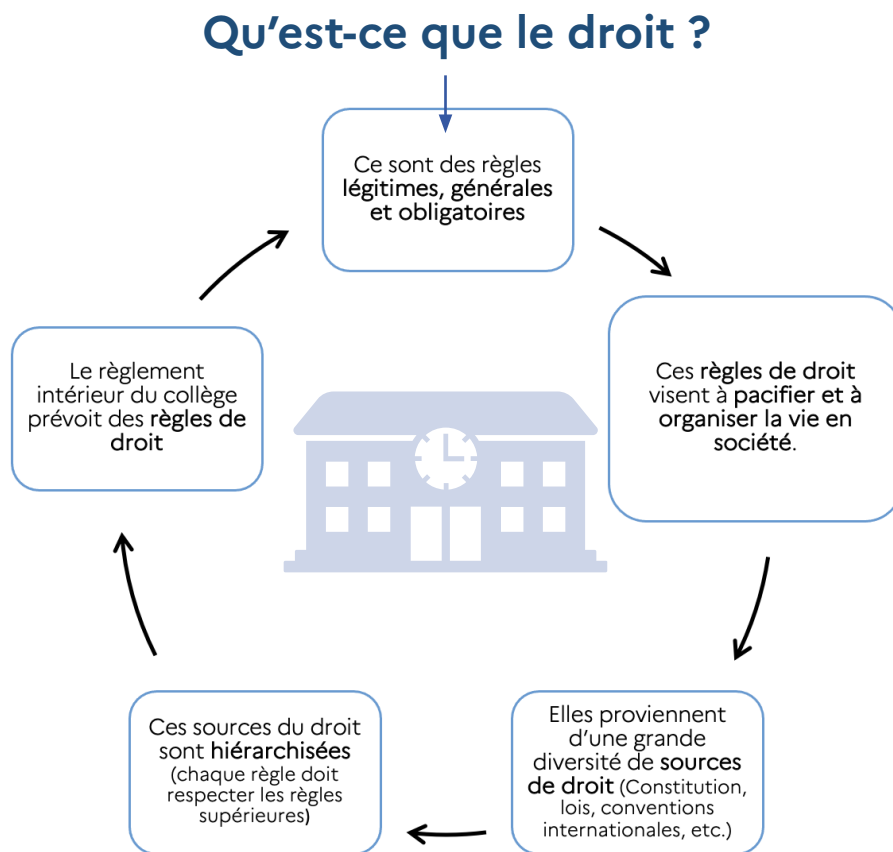 Qu'est-ce que le droit ?
Ce sont des règles
légitimes, générales
et obligatoires
Ces règles de droit
visent à pacifier et à
organiser la vie en
société.
Elles proviennent
d'une grande
diversité de sources
de droit (Constitution,
lois, conventions
internationales, etc.)
Ces sources du droit
sont hiérarchisées
(chaque règle doit
respecter les règles
supérieures)
Le règlement
intérieur du collège
prévoit des règles de
droit